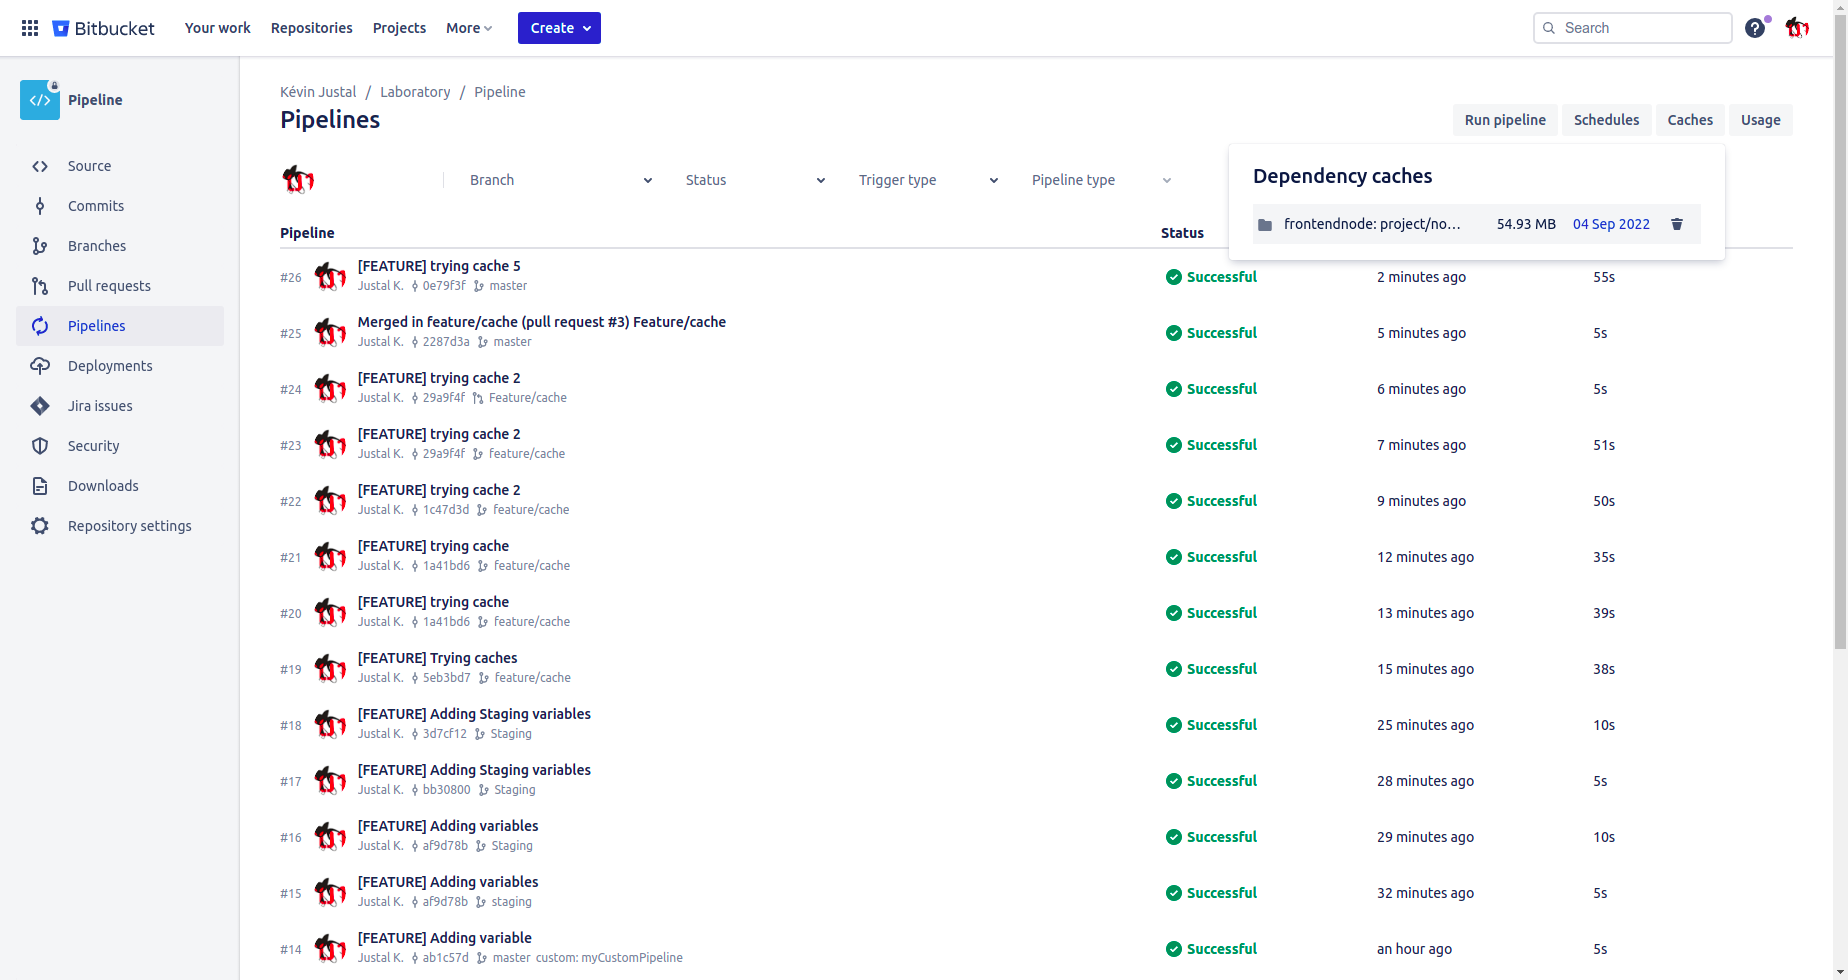 Bitbucket Your work Repositories Projects More Create Search
Pipeline
Source
Commits
Branches
Pull requests
Pipelines
Deployments
Jira issues
Security
Downloads
Repository settings
Kévin Justal / Laboratory / Pipeline
Pipelines
Run pipeline Schedules Caches Usage
Branch Status Trigger type Pipeline type
Dependency caches
frontendnode: project/no... 54.93 MB 04 Sep 2022
Pipeline Status
#26 [FEATURE] trying cache 5 Successful 2 minutes ago 55s
Justal K. 0e79f3f master
#25 Merged in feature/cache (pull request #3) Feature/cache Successful 5 minutes ago 5s
Justal K. 2287d3a master
#24 [FEATURE] trying cache 2 Successful 6 minutes ago 5s
Justal K. 29a9f4f Feature/cache
#23 [FEATURE] trying cache 2 Successful 7 minutes ago 51s
Justal K. 29a9f4f feature/cache
#22 [FEATURE] trying cache 2 Successful 9 minutes ago 50s
Justal K. 1c47d3d feature/cache
#21 [FEATURE] trying cache Successful 12 minutes ago 35s
Justal K. 1a41bd6 feature/cache
#20 [FEATURE] trying cache Successful 13 minutes ago 39s
Justal K. 1a41bd6 feature/cache
#19 [FEATURE] Trying caches Successful 15 minutes ago 38s
Justal K. 5eb3bd7 feature/cache
#18 [FEATURE] Adding Staging variables Successful 25 minutes ago 10s
Justal K. 3d7cf12 Staging
#17 [FEATURE] Adding Staging variables Successful 28 minutes ago 5s
Justal K. bb30800 Staging
#16 [FEATURE] Adding variables Successful 29 minutes ago 10s
Justal K. af9d78b Staging
#15 [FEATURE] Adding variables Successful 32 minutes ago 5s
Justal K. af9d78b staging
#14 [FEATURE] Adding variable Successful an hour ago 5s
Justal K. ab1c57d master custom: myCustomPipeline